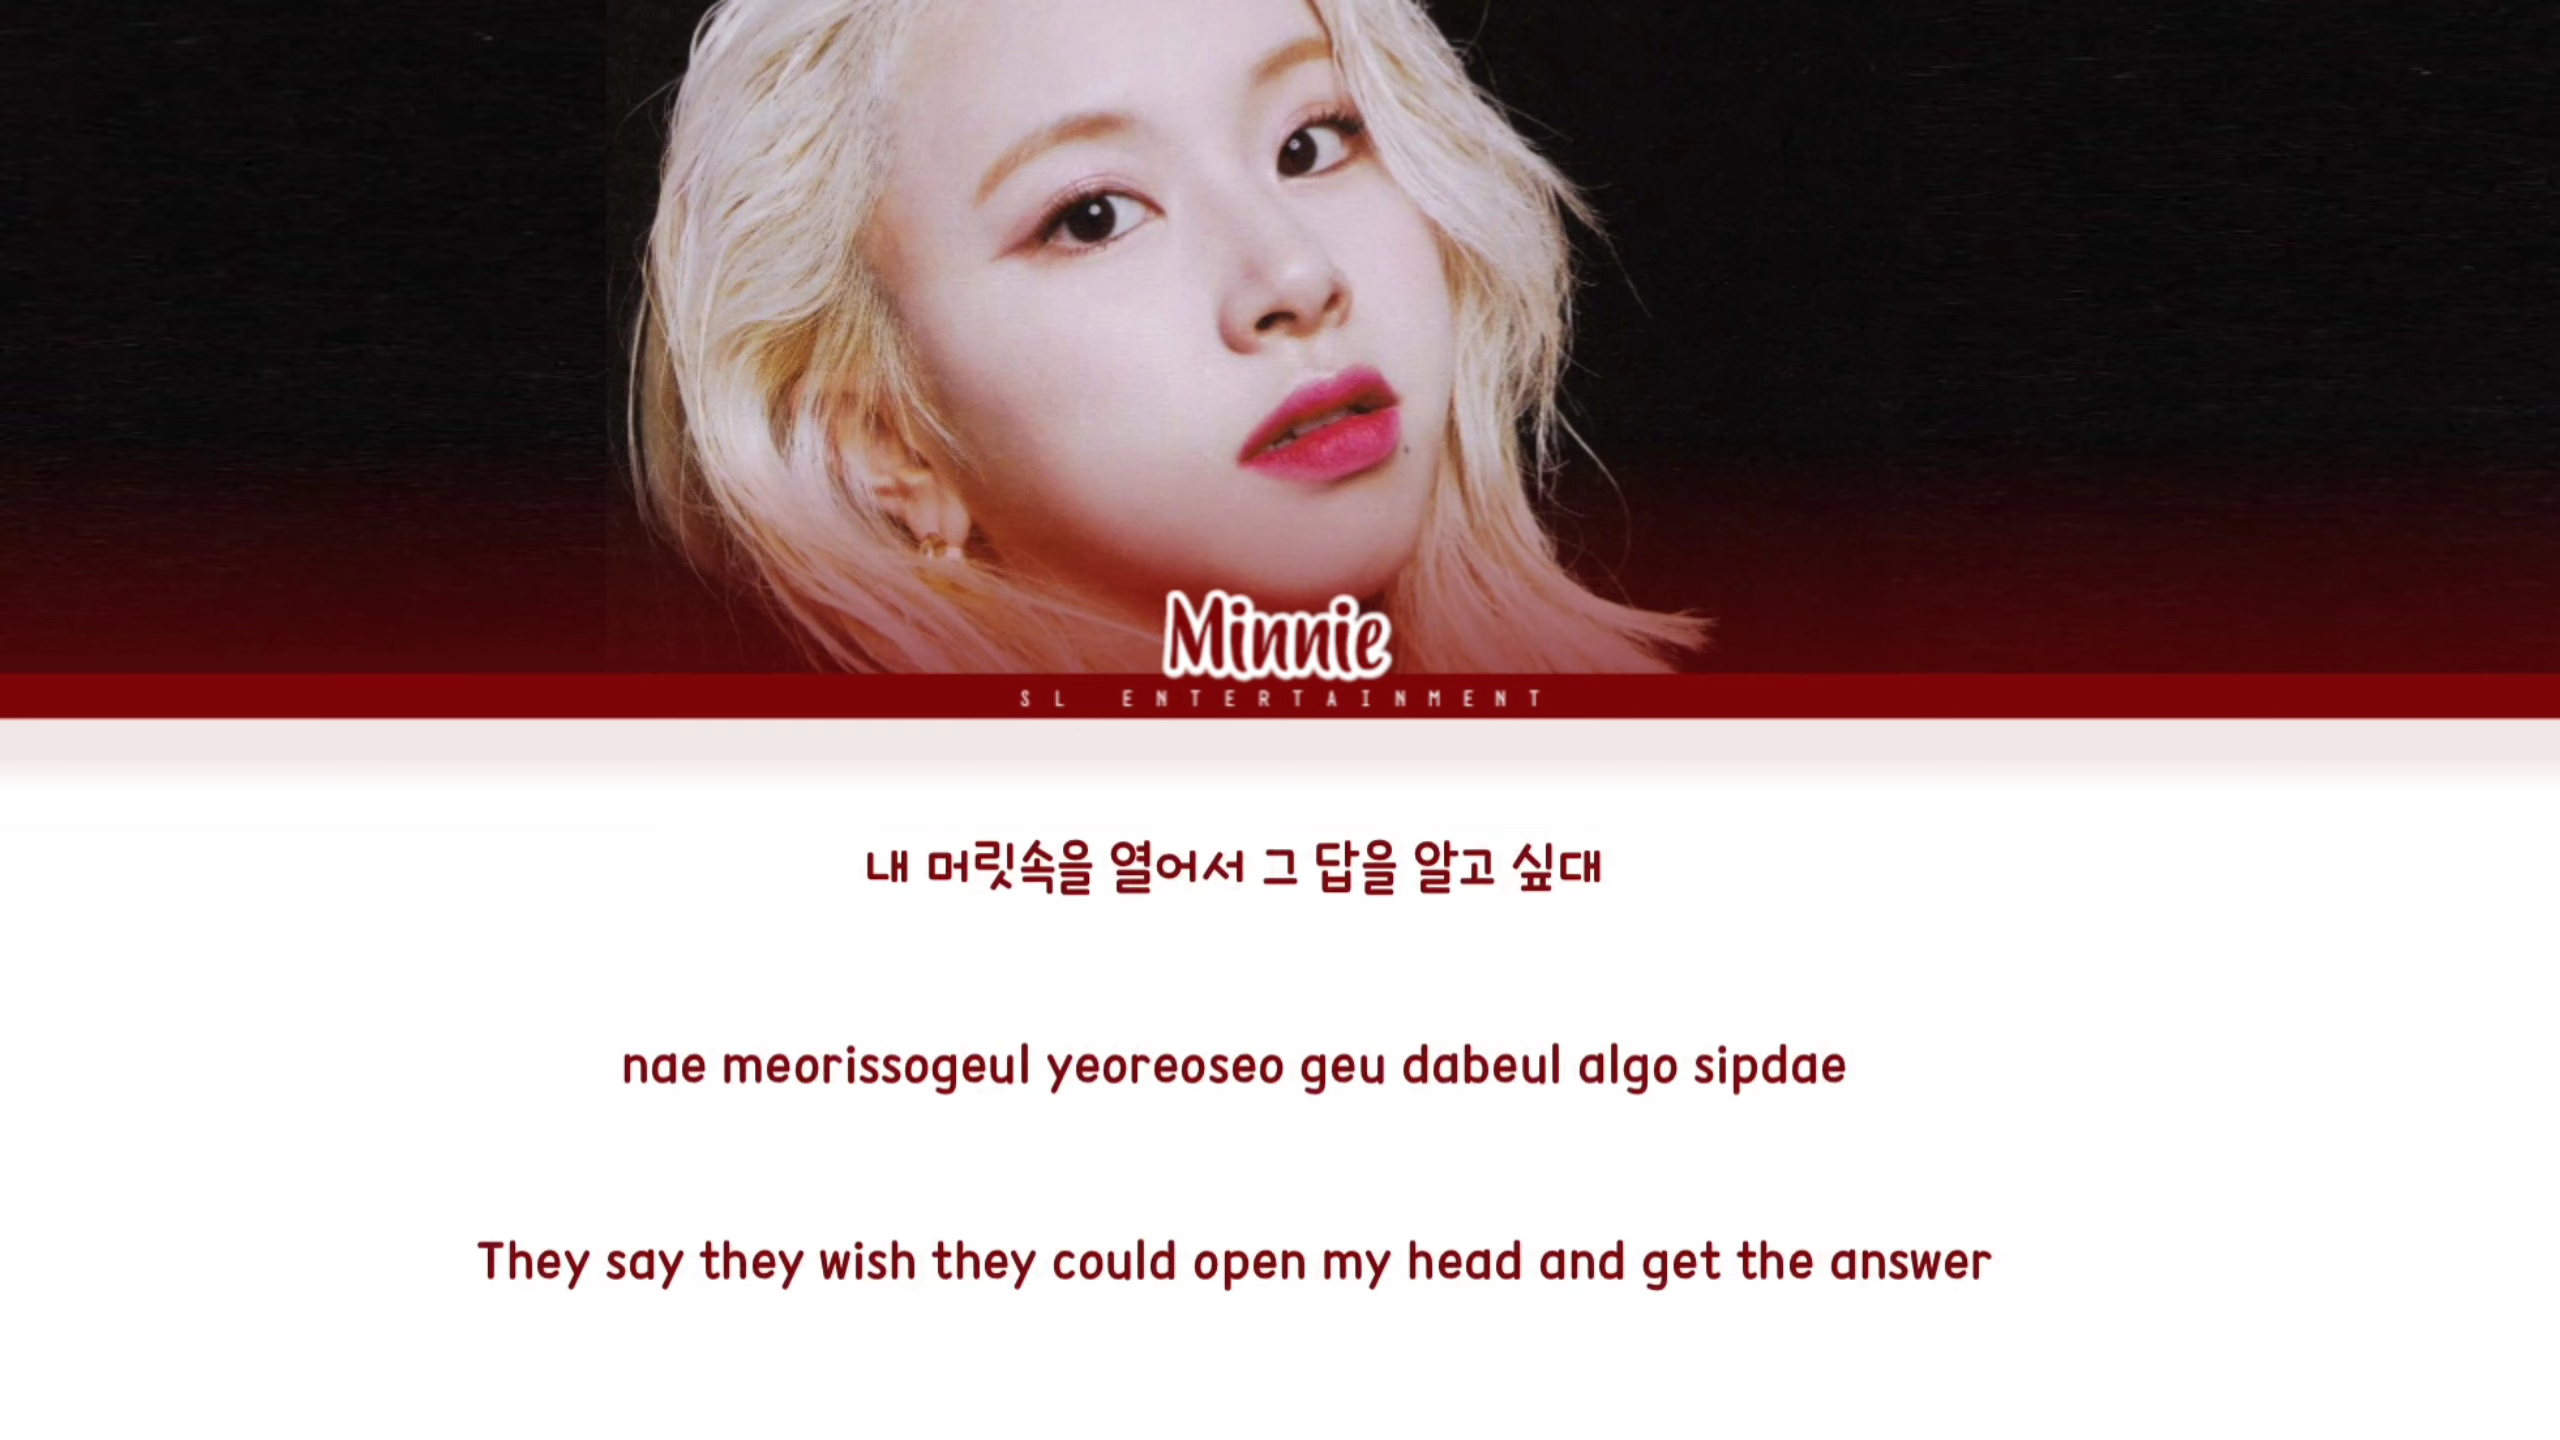 Minnie
SL ENTERTAINMENT
내 머릿속을 열어서 그 답을 알고 싶대
nae meorissogeul yeoreoseo geu dabeul algo sipdae
They say they wish they could open my head and get the answer